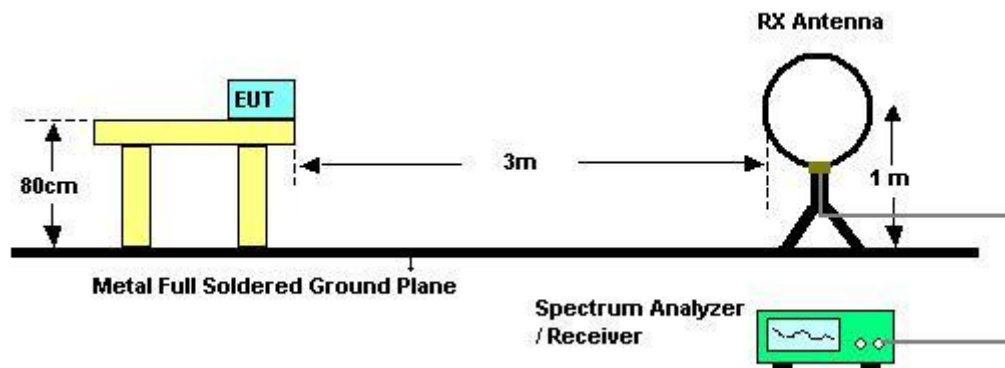 RX Antenna
EUT
3m
80cm
1 m
Metal Full Soldered Ground Plane
Spectrum Analyzer
/ Receiver